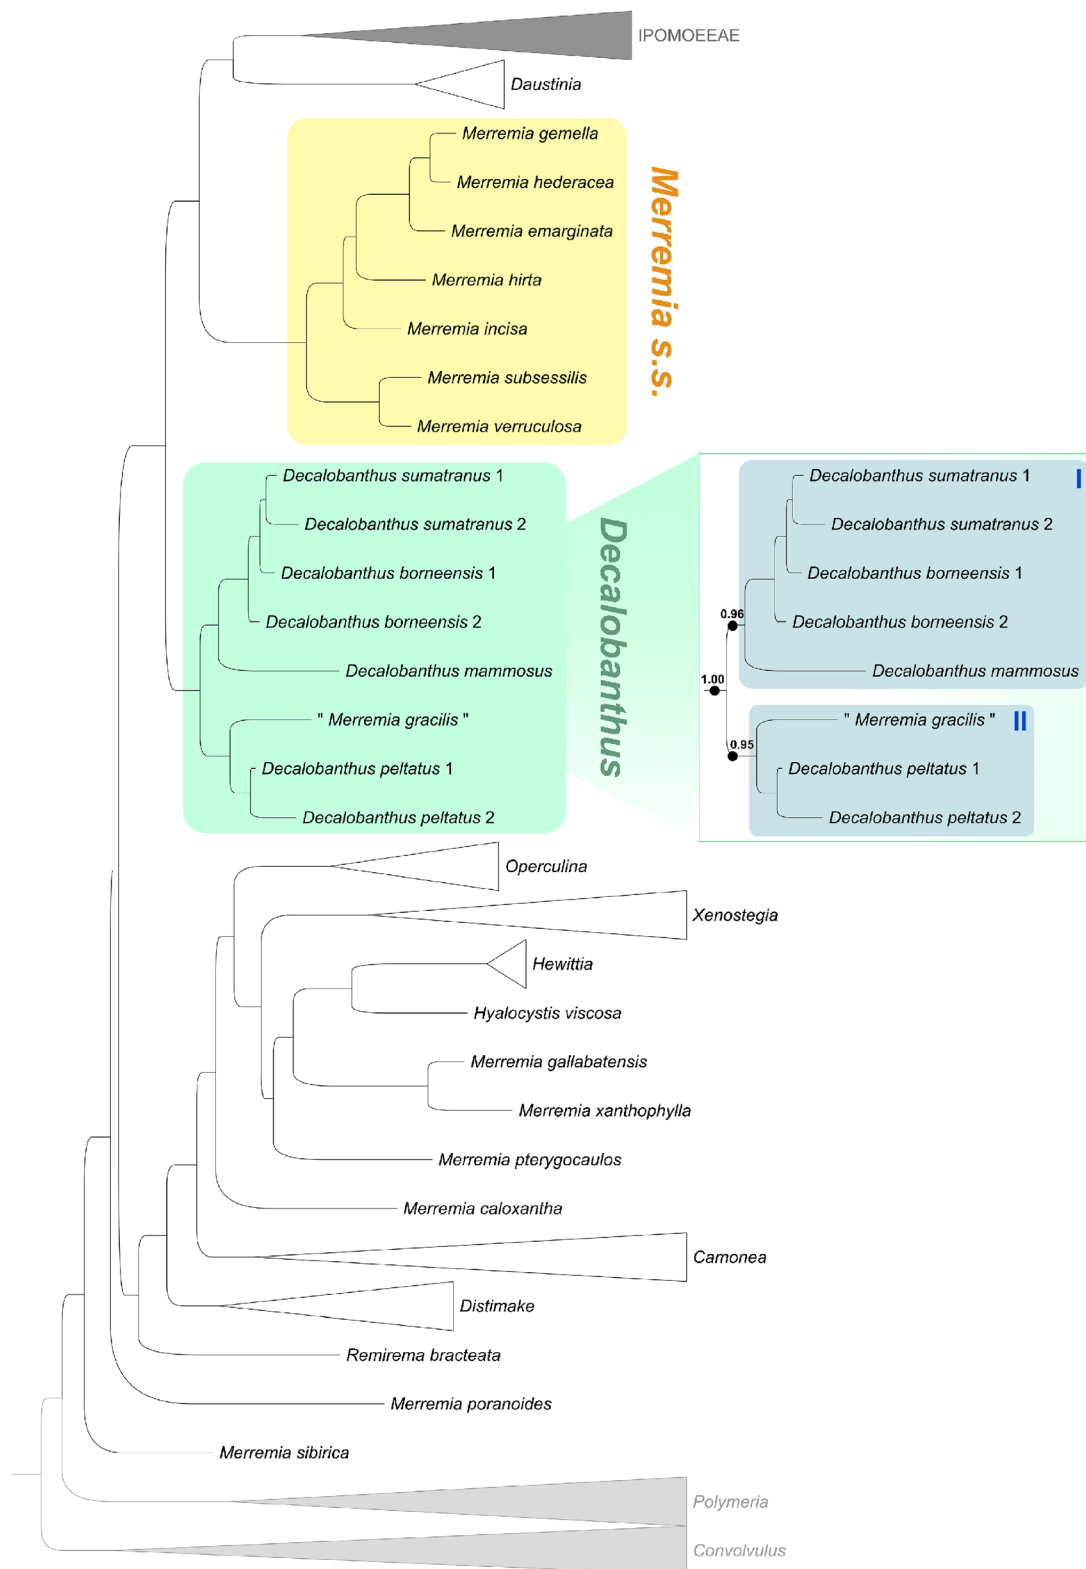 IPOMOEEAE
Daustinia
Merremia gemella
Merremia hederacea
Merremia emarginata
Merremia hirta
Merremia incisa
Merremia subsessilis
Merremia verruculosa
Merremia s.s.
Decalobanthus sumatranus 1
Decalobanthus sumatranus 2
Decalobanthus borneensis 1
Decalobanthus borneensis 2
Decalobanthus mammosus
" Merremia gracilis "
Decalobanthus peltatus 1
Decalobanthus peltatus 2
Decalobanthus
Decalobanthus sumatranus 1
I
Decalobanthus sumatranus 2
Decalobanthus borneensis 1
0.96
Decalobanthus borneensis 2
Decalobanthus mammosus
1.00
" Merremia gracilis "
II
0.95
Decalobanthus peltatus 1
Decalobanthus peltatus 2
Operculina
Xenostegia
Hewittia
Hyalocystis viscosa
Merremia gallabatensis
Merremia xanthophylla
Merremia pterygocaulos
Merremia caloxantha
Camonea
Distimake
Remirema bracteata
Merremia poranoides
Merremia sibirica
Polymeria
Convolvulus